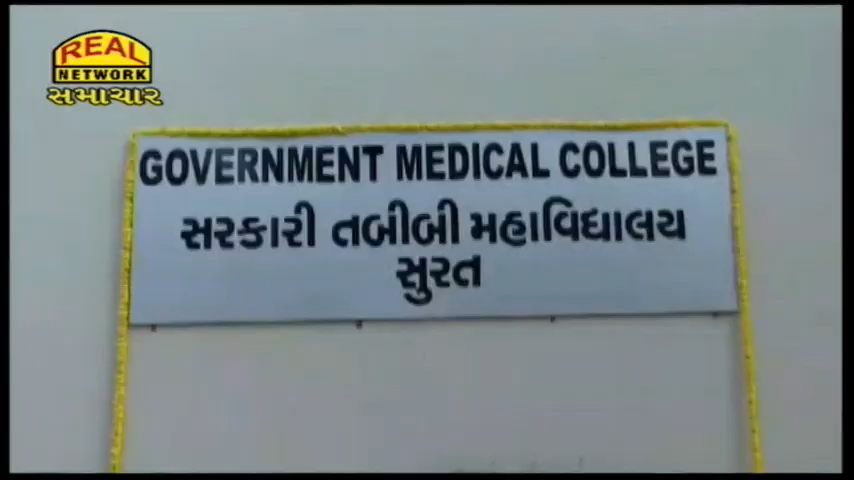 REAL
NETWORK
સમાચાર
GOVERNMENT MEDICAL COLLEGE
સરકારી તબીબી મહાવિદ્યાલય
સુરત